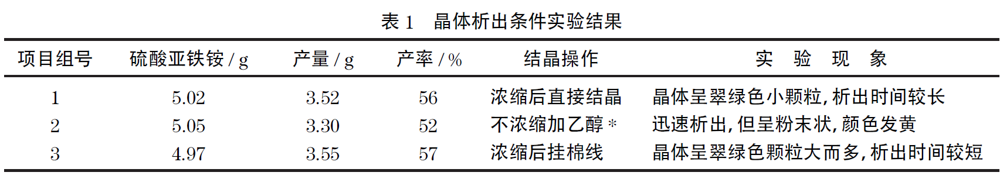 表 1 晶体析出条件实验结果
项目组号 硫酸亚铁铵/g 产量/g 产率/% 结晶操作 实 验 现 象
1 5.02 3.52 56 浓缩后直接结晶 晶体呈翠绿色小颗粒,析出时间较长
2 5.05 3.30 52 不浓缩加乙醇* 迅速析出,但呈粉末状,颜色发黄
3 4.97 3.55 57 浓缩后挂棉线 晶体呈翠绿色颗粒大而多,析出时间较短